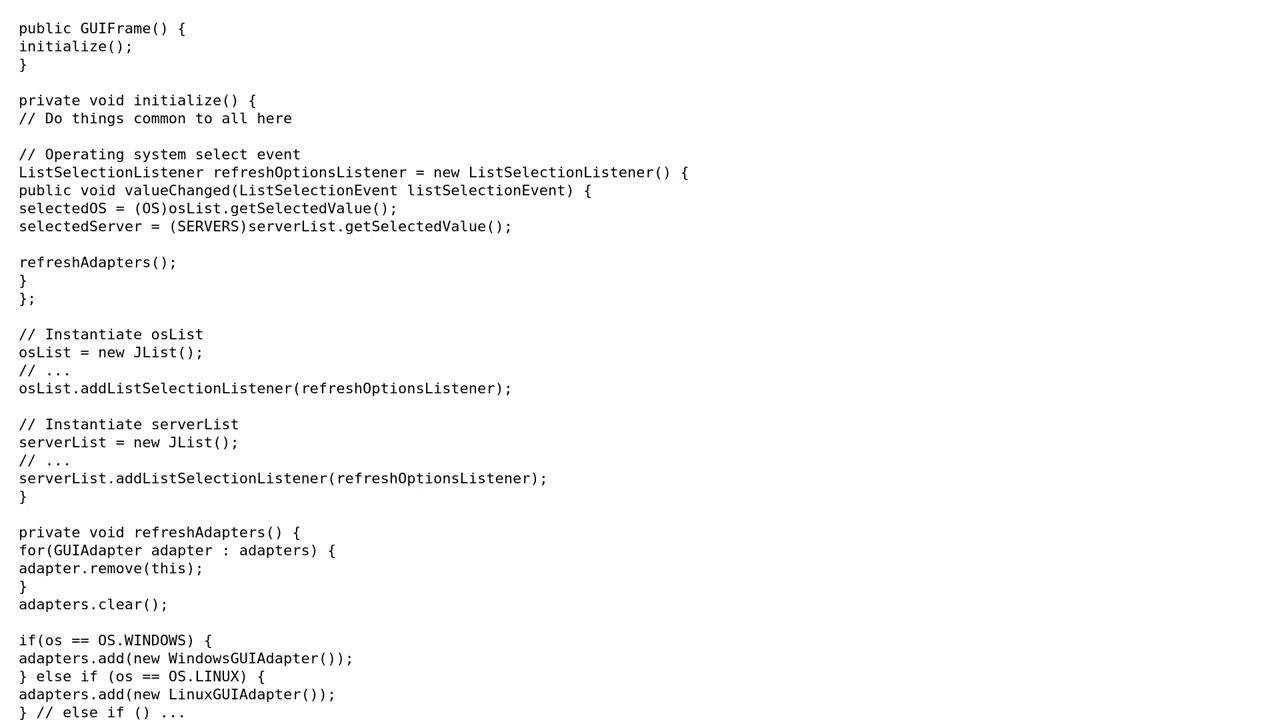 public GUIFrame() {
initialize();
}

private void initialize() {
// Do things common to all here

// Operating system select event
ListSelectionListener refreshOptionsListener = new ListSelectionListener() {
public void valueChanged(ListSelectionEvent listSelectionEvent) {
selectedOS = (OS)osList.getSelectedValue();
selectedServer = (SERVERS)serverList.getSelectedValue();

refreshAdapters();
}
};

// Instantiate osList
osList = new JList();
// ...
osList.addListSelectionListener(refreshOptionsListener);

// Instantiate serverList
serverList = new JList();
// ...
serverList.addListSelectionListener(refreshOptionsListener);
}

private void refreshAdapters() {
for(GUIAdapter adapter : adapters) {
adapter.remove(this);
}
adapters.clear();

if(os == OS.WINDOWS) {
adapters.add(new WindowsGUIAdapter());
} else if (os == OS.LINUX) {
adapters.add(new LinuxGUIAdapter());
} // else if () ...